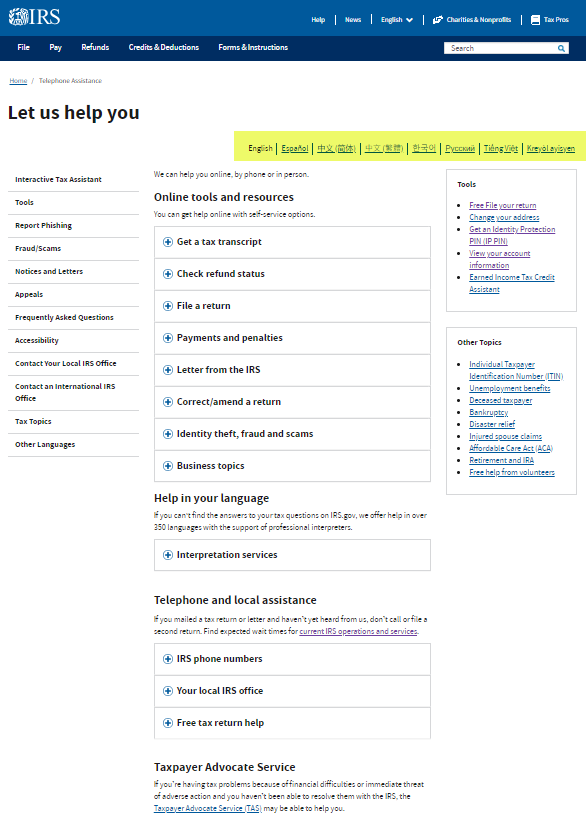 IRS
Help
News
English
Charities & Nonprofits
Tax Pros
File
Pay
Refunds
Credits & Deductions
Forms & Instructions
Search
Home / Telephone Assistance
Let us help you
English | Español | 中文 (简体) | 中文 (繁體) | 한국어 | Русский | Tiếng Việt | Kreyòl ayisyen
Interactive Tax Assistant
Tools
Report Phishing
Fraud/Scams
Notices and Letters
Appeals
Frequently Asked Questions
Accessibility
Contact Your Local IRS Office
Contact an International IRS
Office
Tax Topics
Other Languages
We can help you online, by phone or in person.
Online tools and resources
You can get help online with self-service options.
Get a tax transcript
Check refund status
File a return
Payments and penalties
Letter from the IRS
Correct/amend a return
Identity theft, fraud and scams
Business topics
Help in your language
If you can't find the answers to your tax questions on IRS.gov, we offer help in over
350 languages with the support of professional interpreters.
Interpretation services
Telephone and local assistance
If you mailed a tax return or letter and haven't yet heard from us, don't call or file a
second return. Find expected wait times for current IRS operations and services.
IRS phone numbers
Your local IRS office
Free tax return help
Taxpayer Advocate Service
If you're having tax problems because of financial difficulties or immediate threat
of adverse action and you haven't been able to resolve them with the IRS, the
Taxpayer Advocate Service (TAS) may be able to help you.
Tools
Free File your return
Change your address
Get an Identity Protection
PIN (IP PIN)
View your account
information
Earned Income Tax Credit
Assistant
Other Topics
Individual Taxpayer
Identification Number (ITIN)
Unemployment benefits
Deceased taxpayer
Bankruptcy
Disaster relief
Injured spouse claims
Affordable Care Act (ACA)
Retirement and IRA
Free help from volunteers